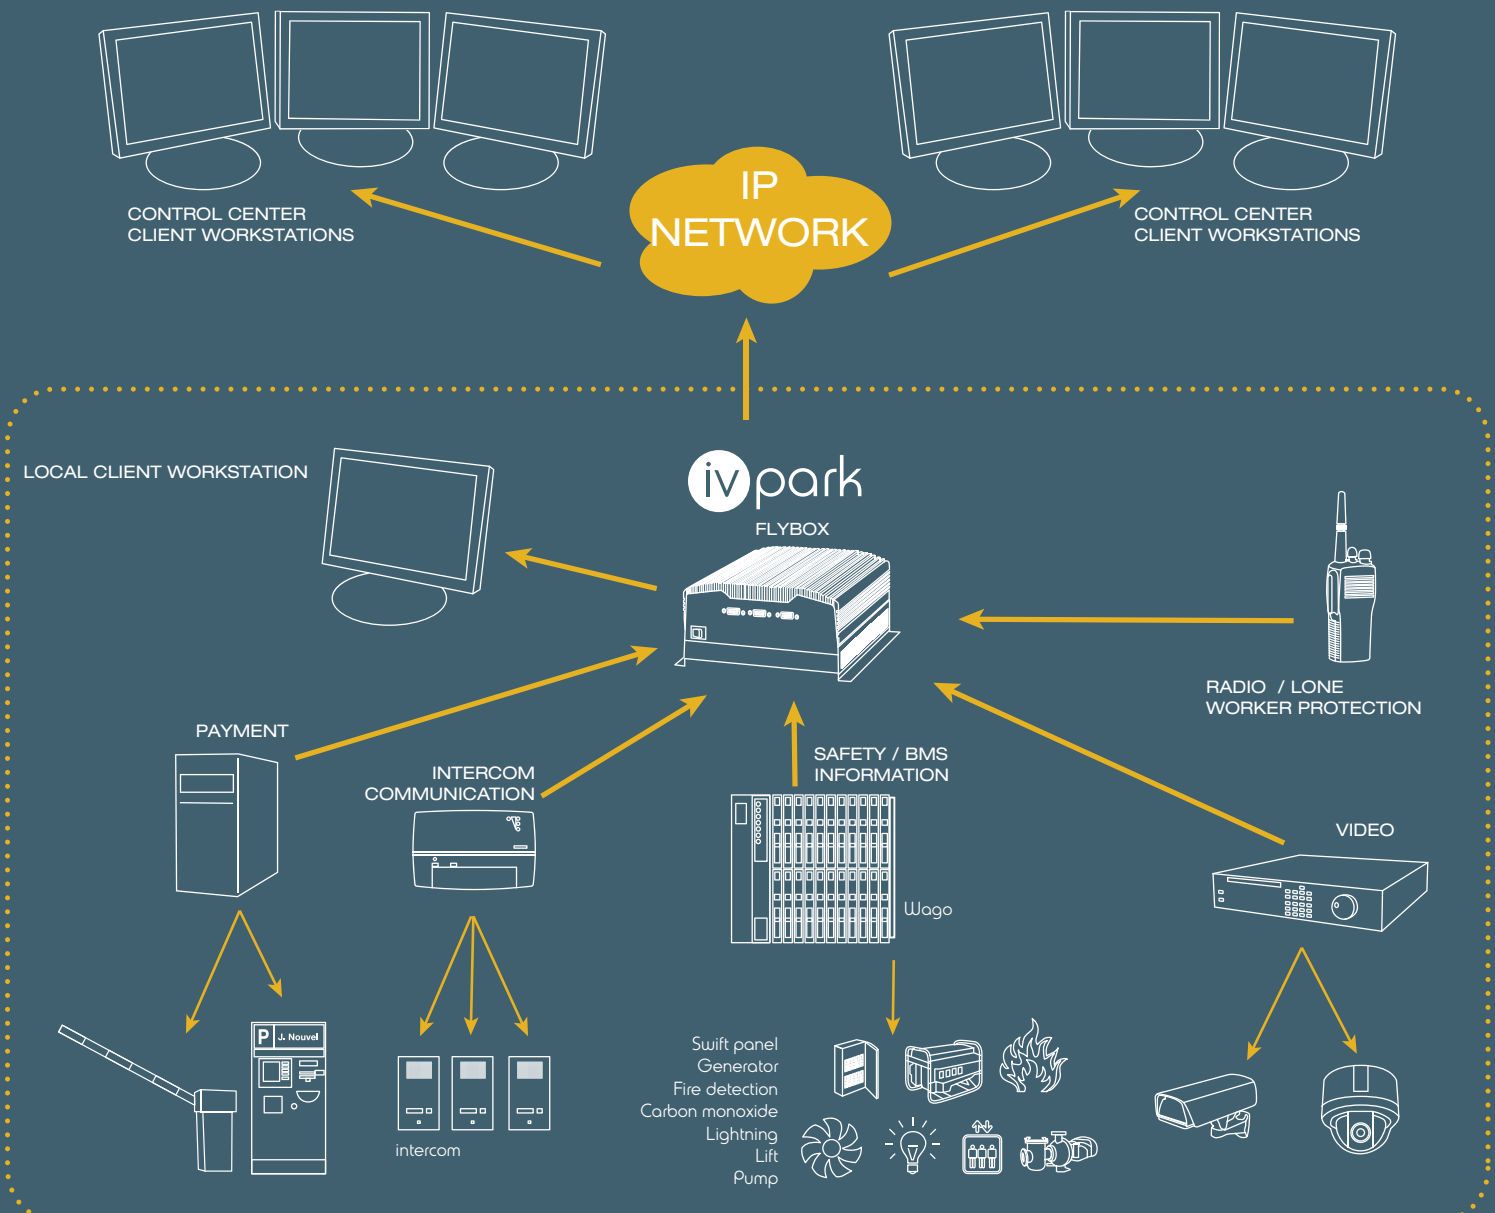 IP
NETWORK
CONTROL CENTER
CLIENT WORKSTATIONS
CONTROL CENTER
CLIENT WORKSTATIONS
LOCAL CLIENT WORKSTATION
ivpark
FLYBOX
RADIO / LONE
WORKER PROTECTION
PAYMENT
INTERCOM
COMMUNICATION
SAFETY / BMS
INFORMATION
VIDEO
Wago
P J. Nouvel
intercom
Swift panel
Generator
Fire detection
Carbon monoxide
Lightning
Lift
Pump